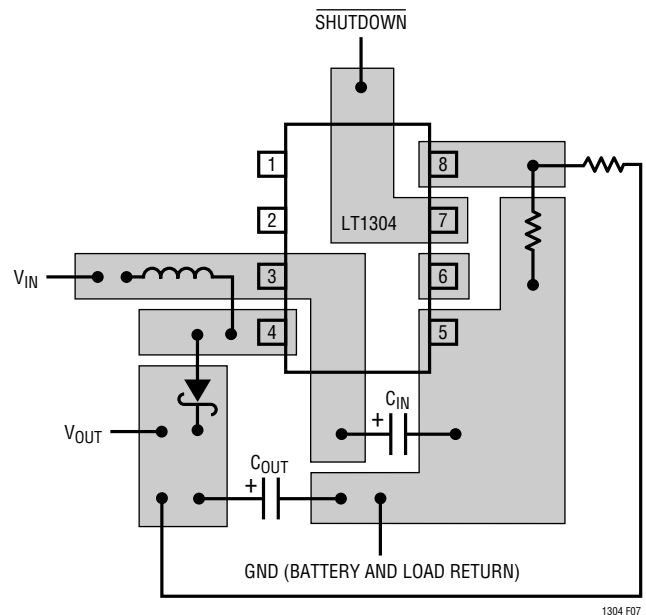 SHUTDOWN
1
8
2
LT1304
7
VIN
3
6
4
5
+
CIN
VOUT
COUT
+
GND (BATTERY AND LOAD RETURN)
1304 F07